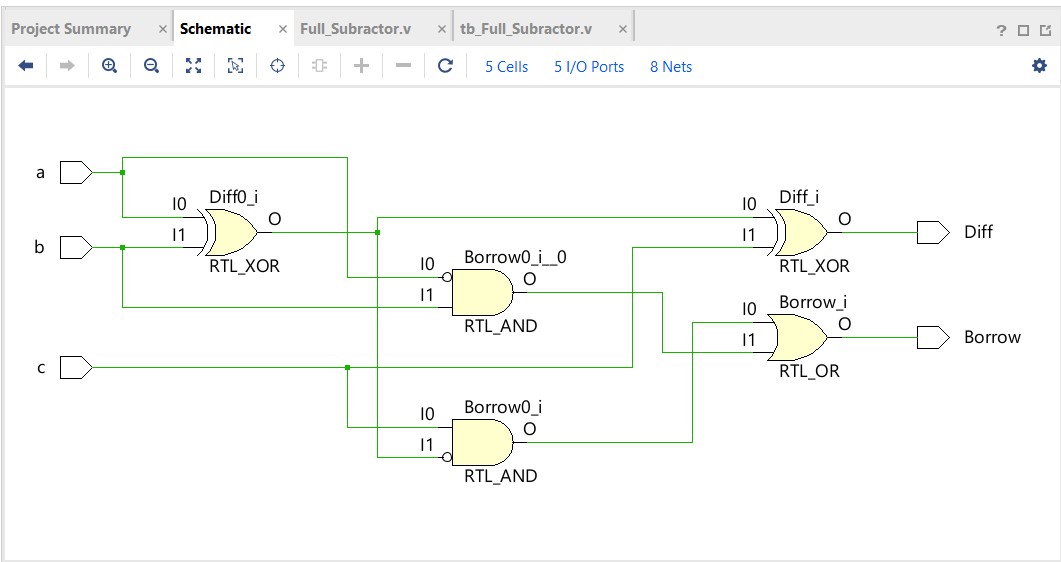 Project Summary × Schematic × Full_Subractor.v × tb_Full_Subractor.v × ?
5 Cells 5 I/O Ports 8 Nets
a
I0 Diff0_i O
I1
RTL_XOR
b
I0 Diff_i O
I1
RTL_XOR
Diff
I0 Borrow0_i__0 O
I1
RTL_AND
I0 Borrow_i O
I1
RTL_OR
Borrow
c
I0 Borrow0_i O
I1
RTL_AND